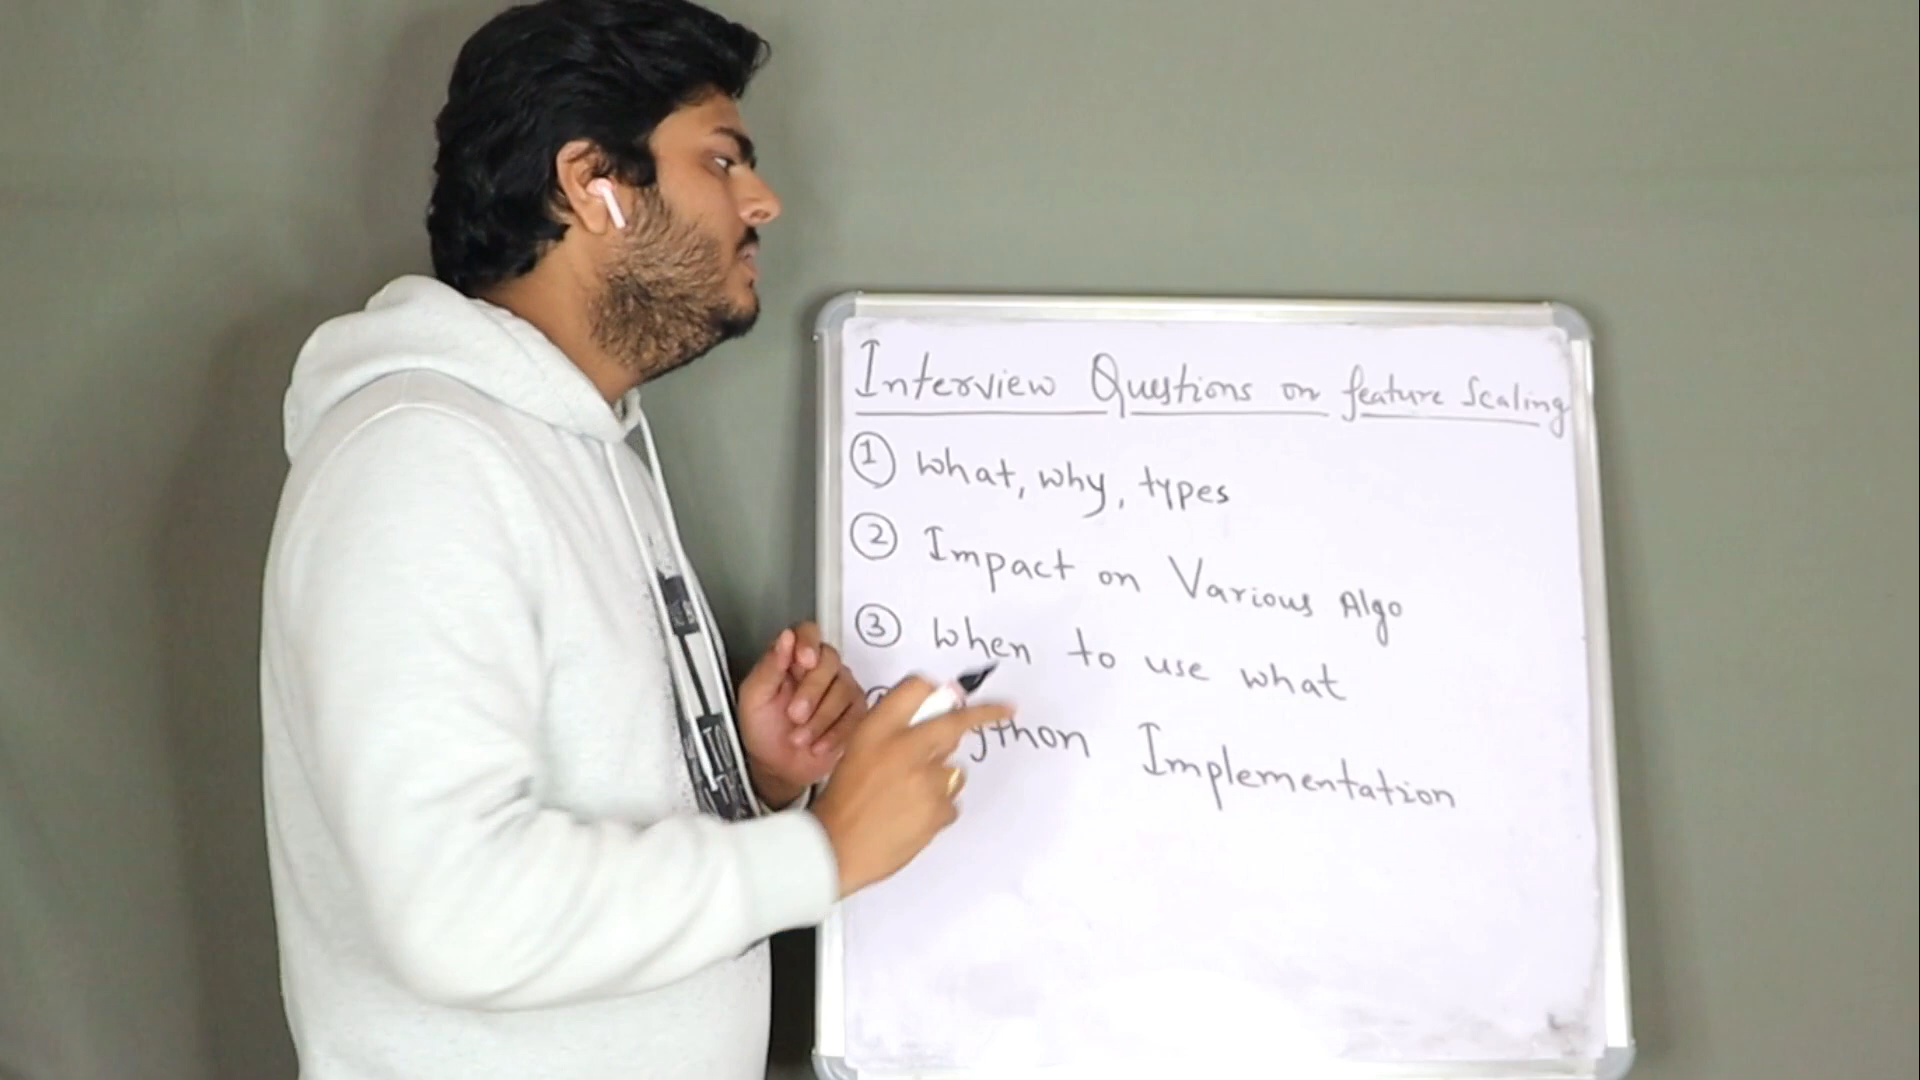 Interview Questions on feature Scaling
1 What, why, types
2 Impact on Various Algo
3 When to use what
ython Implementation